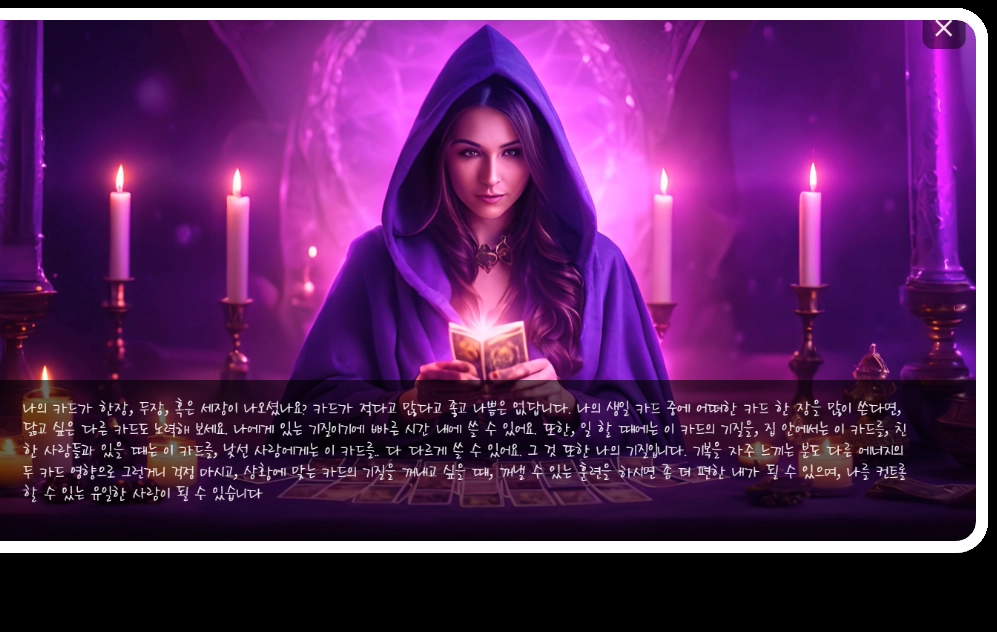 나의 카드가 한장, 두장, 혹은 세장이 나오셨나요? 카드가 적다고 많다고 좋고 나쁨은 없답니다. 나의 생일 카드 중에 어떠한 카드 한 장을 많이 쓴다면,
닮고 싶은 다른 카드도 노력해 보세요. 나에게 있는 기질이기에 빠른 시간 내에 쓸 수 있어요. 또한, 일 할 때에는 이 카드의 기질을, 집 안에서는 이 카드를, 친
한 사람들과 있을 때는 이 카드를, 낯선 사람에게는 이 카드를. 다 다르게 쓸 수 있어요. 그 것 또한 나의 기질입니다. 기복을 자주 느끼는 분도 다른 에너지의
두 카드 영향으로 그런거니 걱정 마시고, 상황에 맞는 카드의 기질을 꺼내고 싶을 때, 꺼낼 수 있는 훈련을 하시면 좀 더 편한 내가 될 수 있으며, 나를 컨트롤
할 수 있는 유일한 사람이 될 수 있습니다